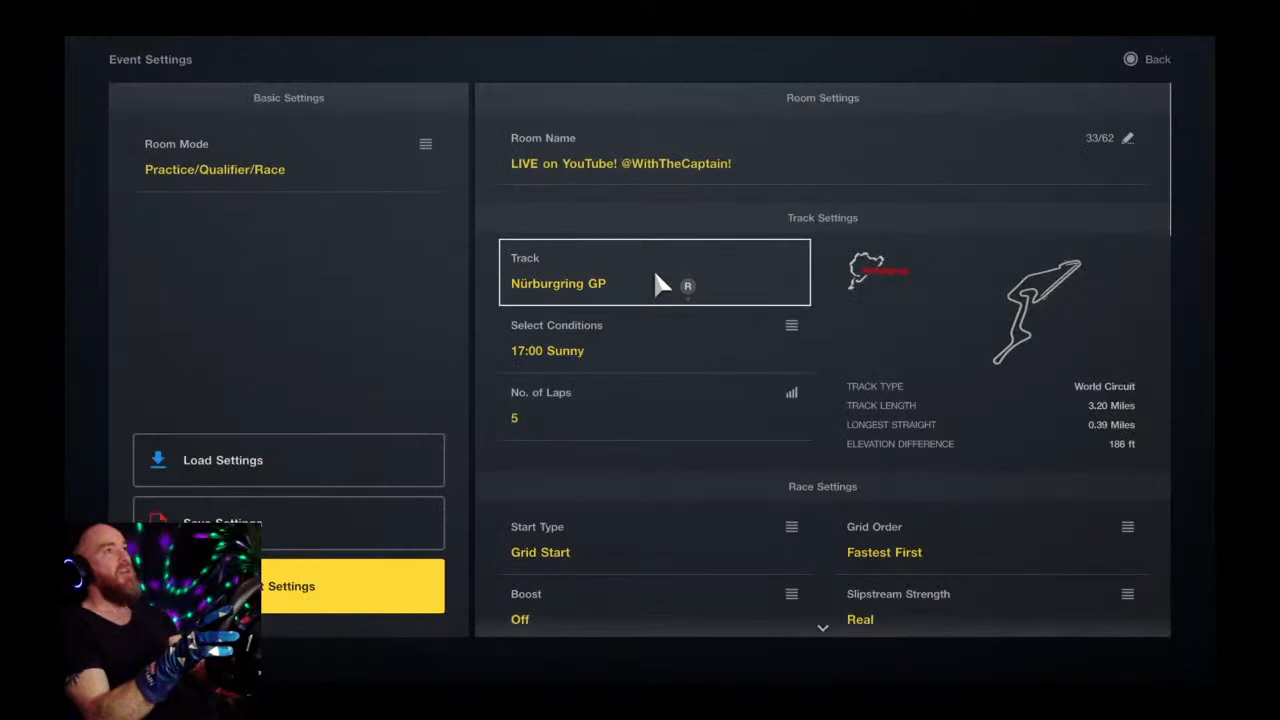 Event Settings
Back
Basic Settings
Room Mode
Practice/Qualifier/Race
Load Settings
Save Settings
Settings
Room Settings
Room Name
33/62
LIVE on YouTube! @WithTheCaptain!
Track Settings
Track
Nürburgring GP
R
Select Conditions
17:00 Sunny
No. of Laps
5
TRACK TYPE
World Circuit
TRACK LENGTH
3.20 Miles
LONGEST STRAIGHT
0.39 Miles
ELEVATION DIFFERENCE
186 ft
Race Settings
Start Type
Grid Start
Grid Order
Fastest First
Boost
Off
Slipstream Strength
Real